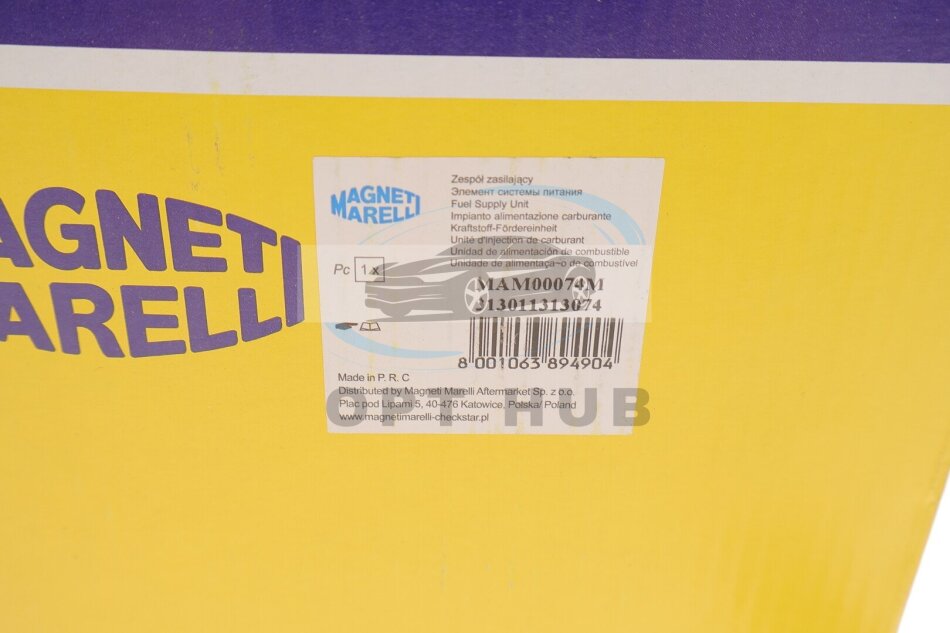 AGNETI
ARELLI
MAGNETI
MARELLI
Zespół zasilający
Элемент системы питания
Fuel Supply Unit
Impianto alimentazione carburante
Kraftstoff-Fördereinheit
Unité d'injection de carburant
Unidad de alimentación de combustible
Unidade de alimentaça~o de combustível
Pc 1 x
MAM00074M
313011313074
8 001063 894904
Made in P. R. C
Distributed by Magneti Marelli Aftermarket Sp. z o.o.
Plac pod Lipami 5, 40-476 Katowice, Polska/ Poland
www.magnetimarelli-checkstar.pl
OPT HUB